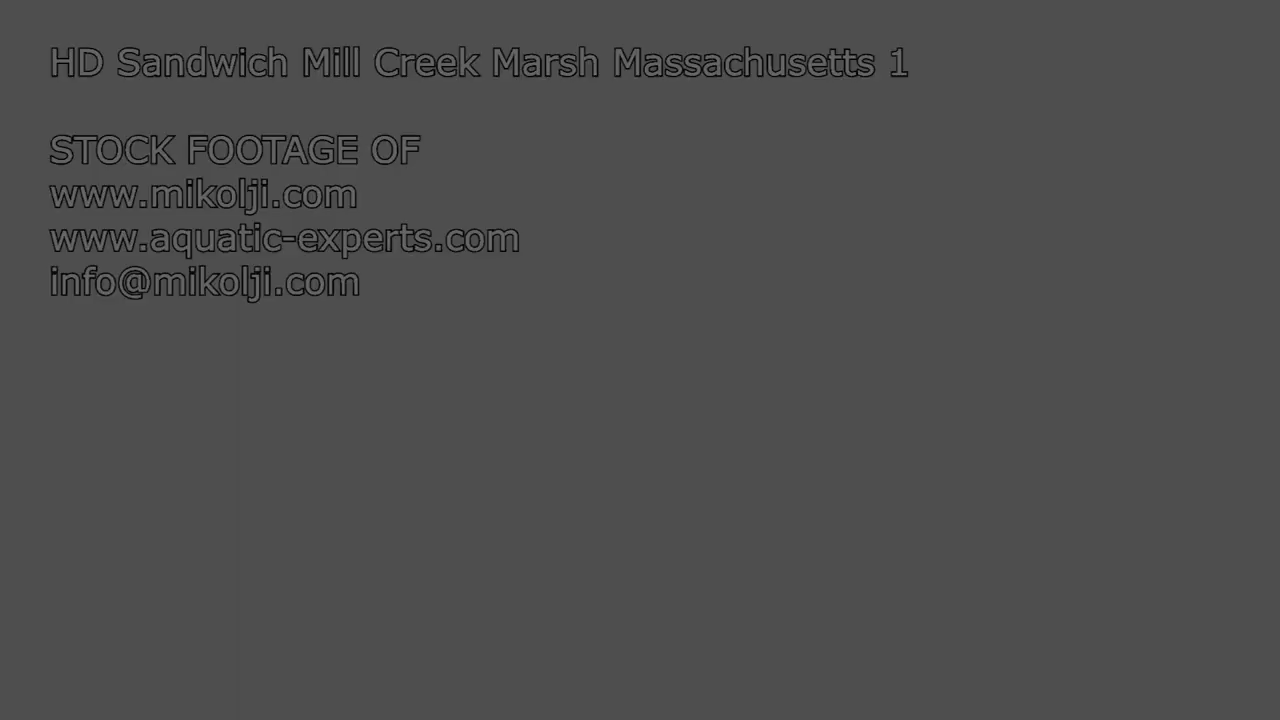 HD Sandwich Mill Creek Marsh Massachusetts 1
STOCK FOOTAGE OF
www.mikolji.com
www.aquatic-experts.com
info@mikolji.com